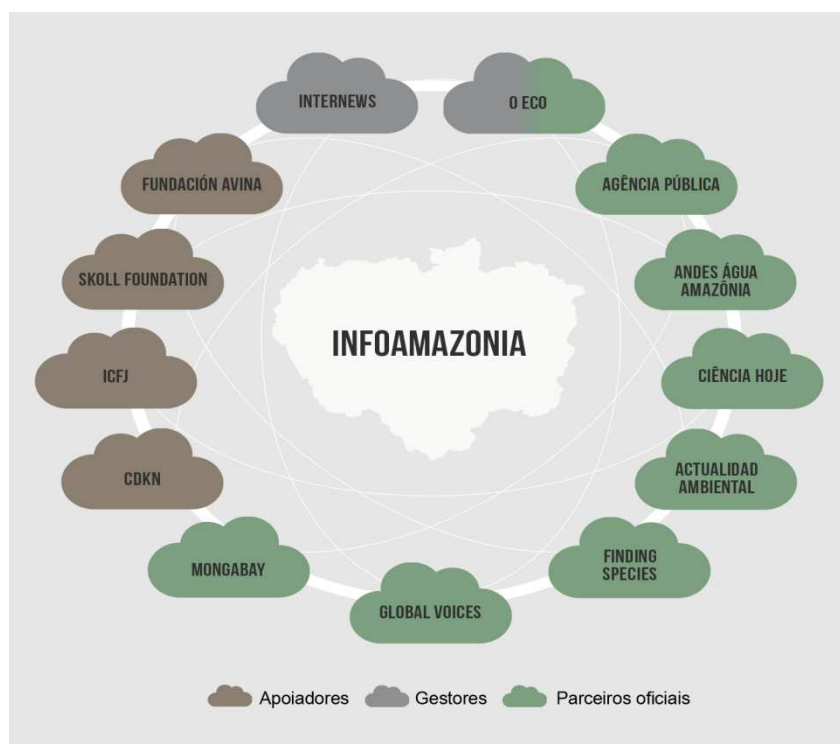 INTERNEWS
O ECO
FUNDACIÓN AVINA
AGÊNCIA PÚBLICA
SKOLL FOUNDATION
ANDES ÁGUA
AMAZÔNIA
INFOAMAZONIA
ICFJ
CIÊNCIA HOJE
CDKN
ACTUALIDAD
AMBIENTAL
MONGABAY
FINDING
SPECIES
GLOBAL VOICES
Apoiadores
Gestores
Parceiros oficiais